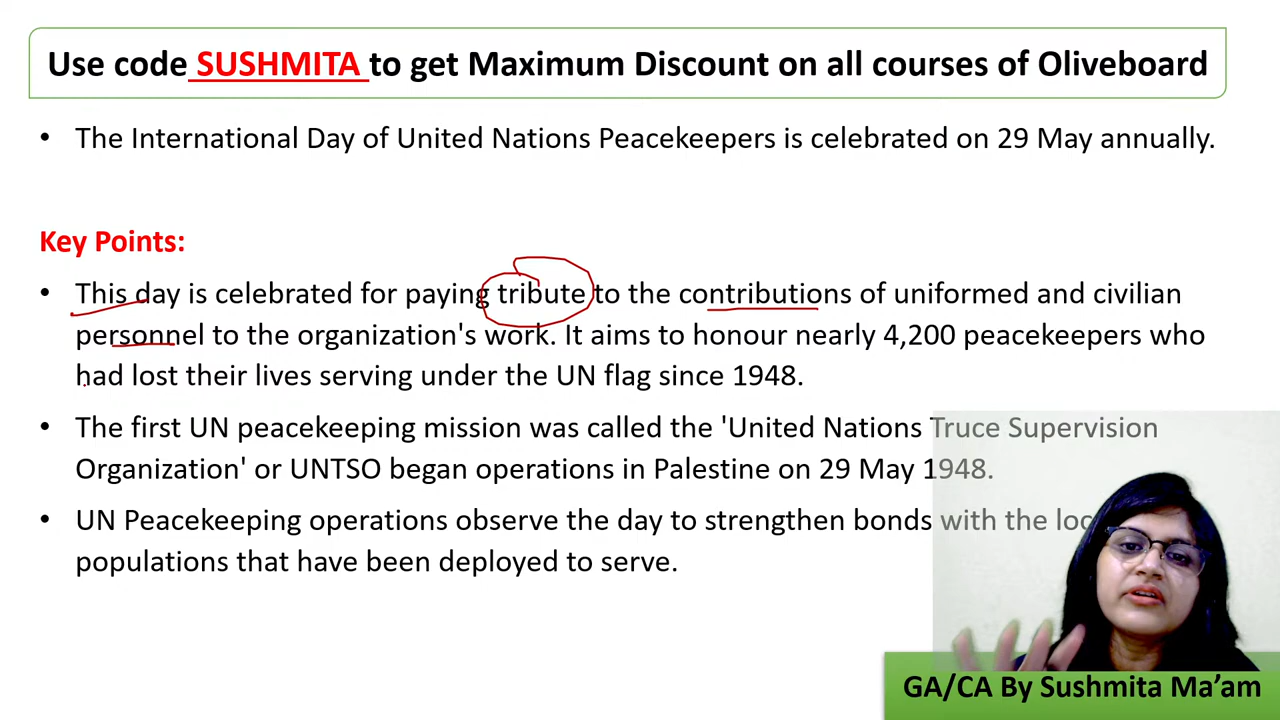 Use code SUSHMITA to get Maximum Discount on all courses of Oliveboard
• The International Day of United Nations Peacekeepers is celebrated on 29 May annually.
Key Points:
• This day is celebrated for paying tribute to the contributions of uniformed and civilian
personnel to the organization's work. It aims to honour nearly 4,200 peacekeepers who
had lost their lives serving under the UN flag since 1948.
• The first UN peacekeeping mission was called the 'United Nations Truce Supervision
Organization' or UNTSO began operations in Palestine on 29 May 1948.
• UN Peacekeeping operations observe the day to strengthen bonds with the
populations that have been deployed to serve.
GA/CA By Sushmita Ma’am